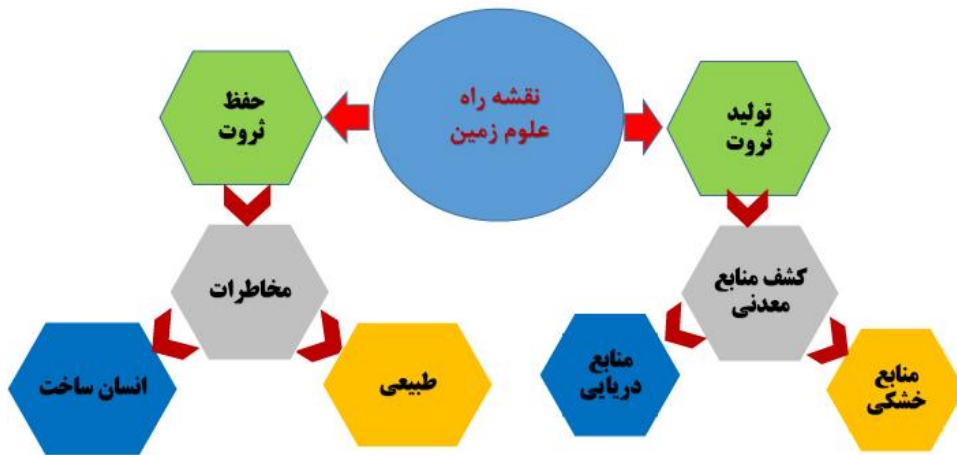 نقشه راه
علوم زمین
تولید
ثروت
حفظ
ثروت
کشف منابع
معدنی
مخاطرات
منابع
خشکی
منابع
دریایی
طبیعی
انسان ساخت